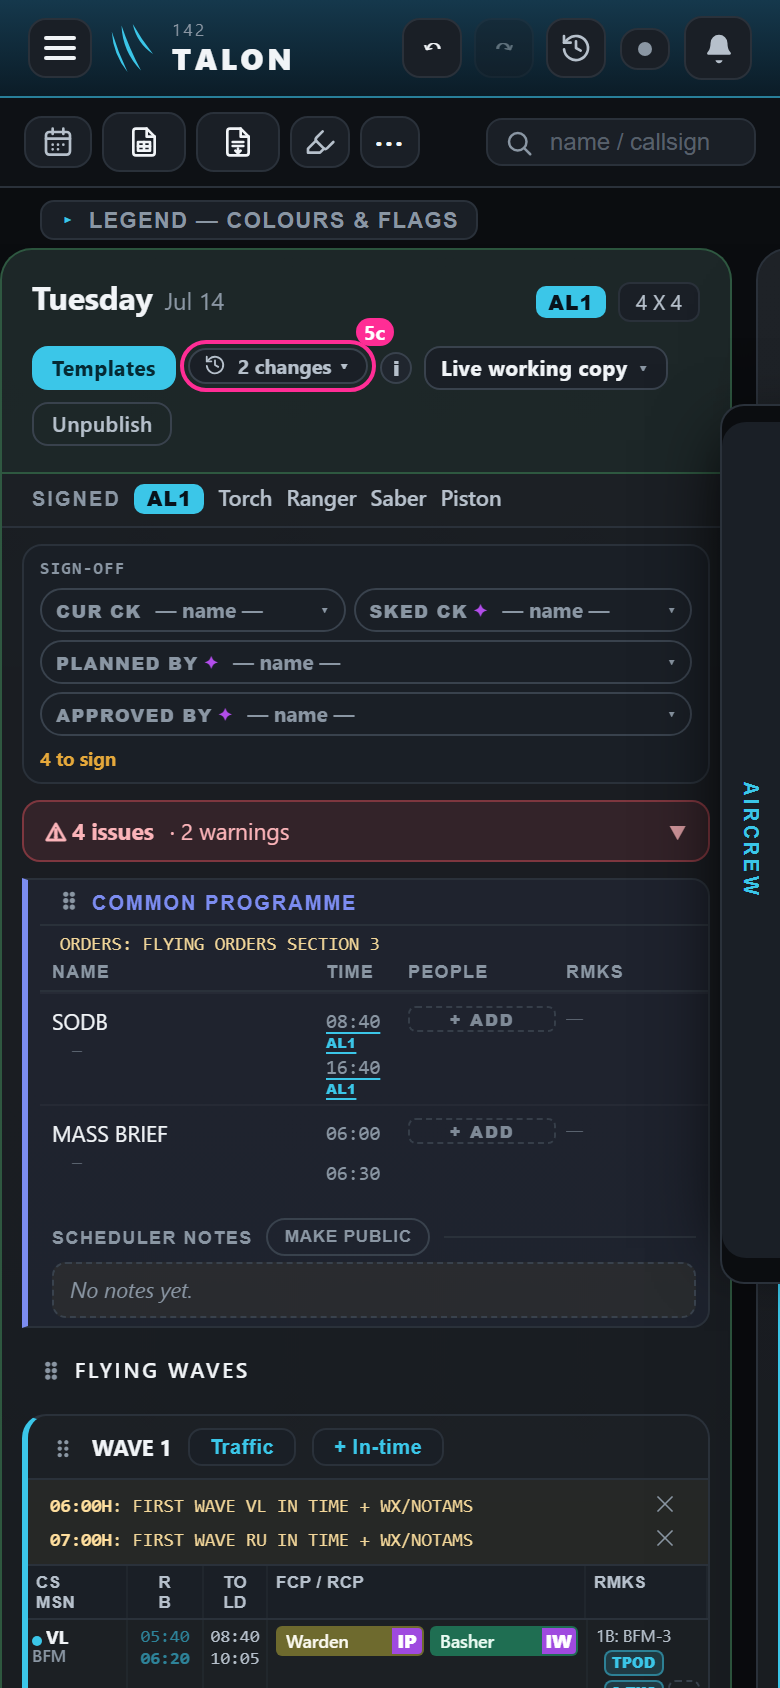 142
TALON
name / callsign
LEGEND — COLOURS & FLAGS
Tuesday Jul 14 AL1 4 X 4
5c
Templates 2 changes i Live working copy
Unpublish
SIGNED AL1 Torch Ranger Saber Piston
SIGN-OFF
CUR CK — name — SKED CK — name —
PLANNED BY — name —
APPROVED BY — name —
4 to sign
4 issues · 2 warnings
AIRCREW
COMMON PROGRAMME
ORDERS: FLYING ORDERS SECTION 3
NAME TIME PEOPLE RMKS
SODB 08:40 + ADD —
— AL1
16:40
AL1
MASS BRIEF 06:00 + ADD —
—
06:30
SCHEDULER NOTES MAKE PUBLIC
No notes yet.
FLYING WAVES
WAVE 1 Traffic + In-time
06:00H: FIRST WAVE VL IN TIME + WX/NOTAMS
07:00H: FIRST WAVE RU IN TIME + WX/NOTAMS
CS R TO FCP / RCP RMKS
MSN B LD
VL 05:40 08:40 Warden IP Basher IW 1B: BFM-3
BFM 06:20 10:05 TPOD